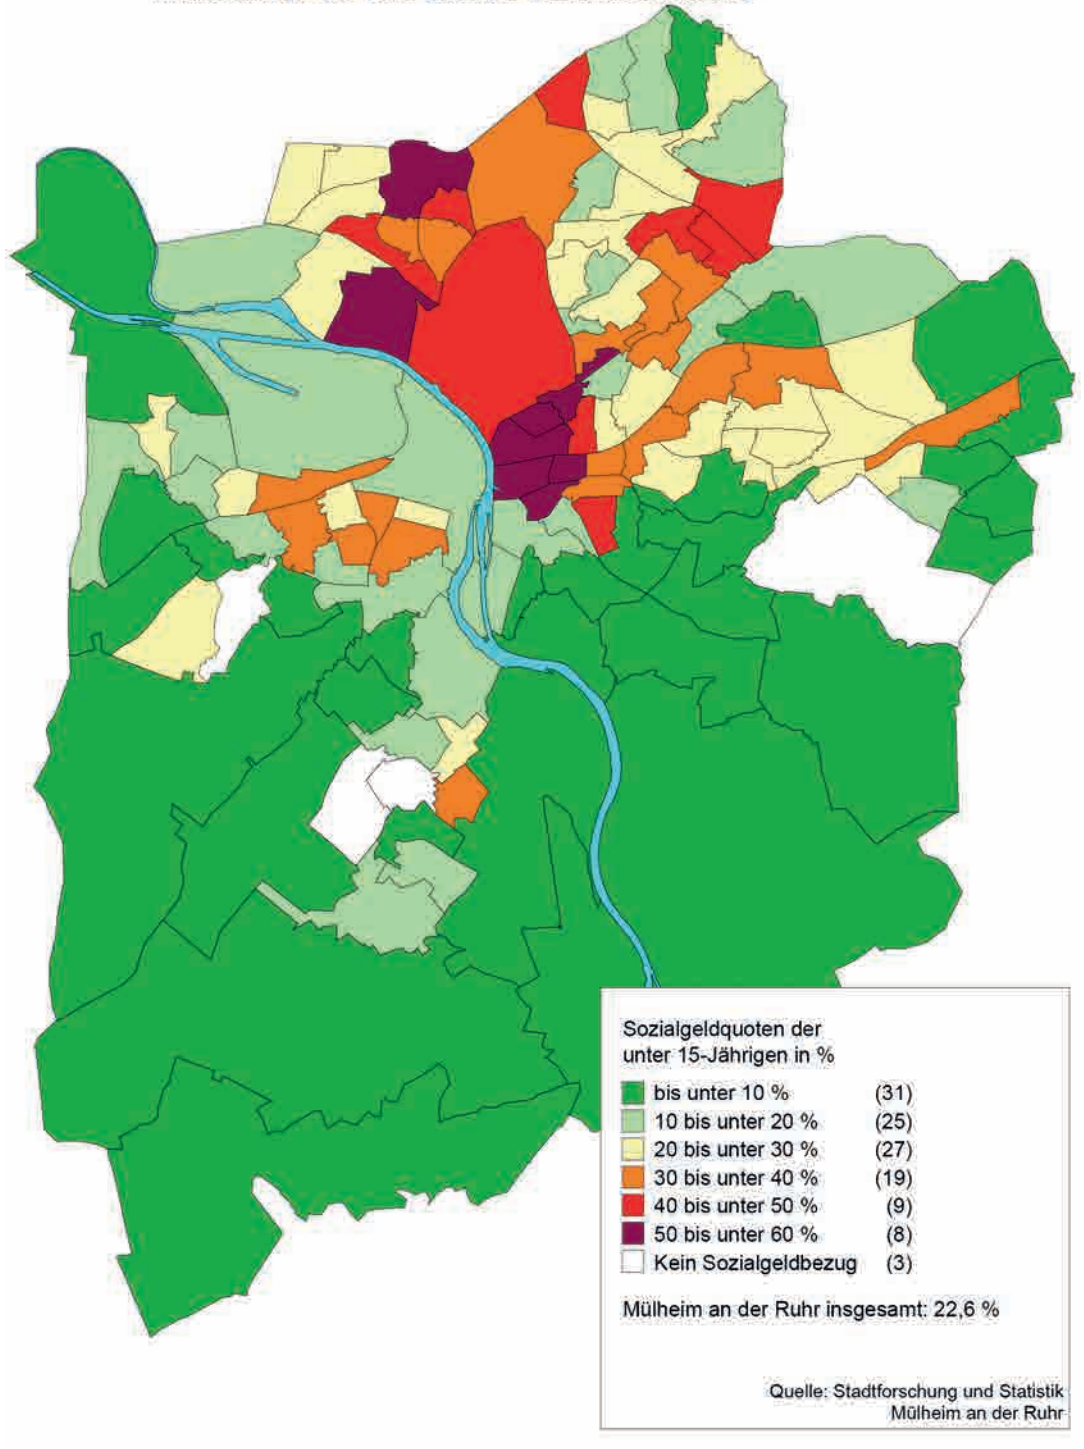 Sozialgeldquoten der
unter 15-Jährigen in %
bis unter 10 % (31)
10 bis unter 20 % (25)
20 bis unter 30 % (27)
30 bis unter 40 % (19)
40 bis unter 50 % (9)
50 bis unter 60 % (8)
Kein Sozialgeldbezug (3)
Mülheim an der Ruhr insgesamt: 22,6 %
Quelle: Stadtforschung und Statistik
Mülheim an der Ruhr